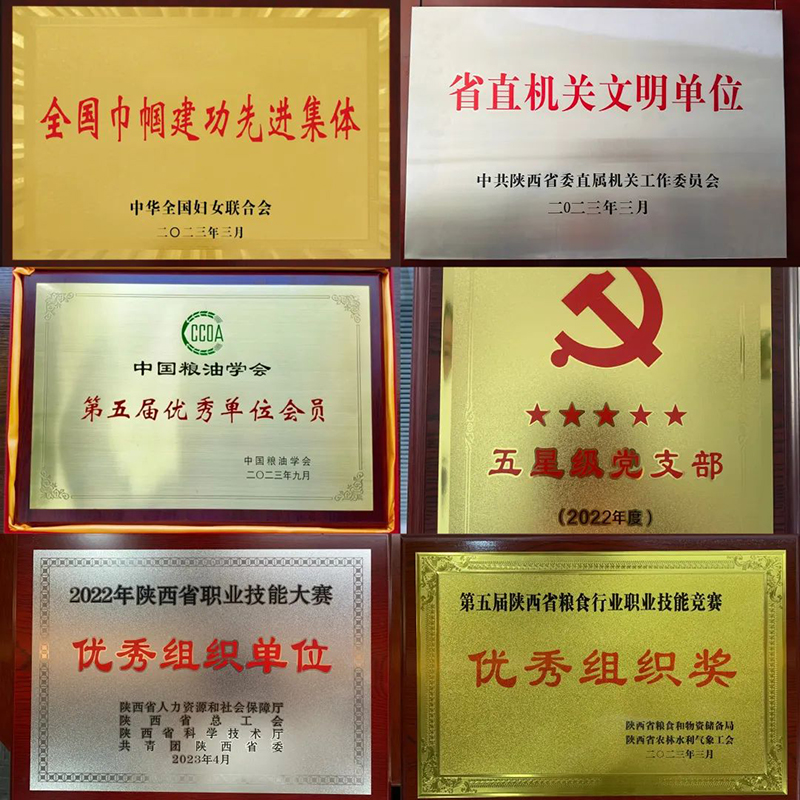 全国巾帼建功先进集体
中华全国妇女联合会
二〇二三年三月
省直机关文明单位
中共陕西省委直属机关工作委员会
二〇二三年三月
CCOA
中国粮油学会
第五届优秀单位会员
中国粮油学会
二〇二三年九月
五星级党支部
(2022年度)
2022年陕西省职业技能大赛
优秀组织单位
陕西省人力资源和社会保障厅
陕西省总工会
陕西省科学技术厅
共青团陕西省委
2023年4月
第五届陕西省粮食行业职业技能竞赛
优秀组织奖
陕西省粮食和物资储备局
陕西省农林水利气象工会
二〇二三年三月